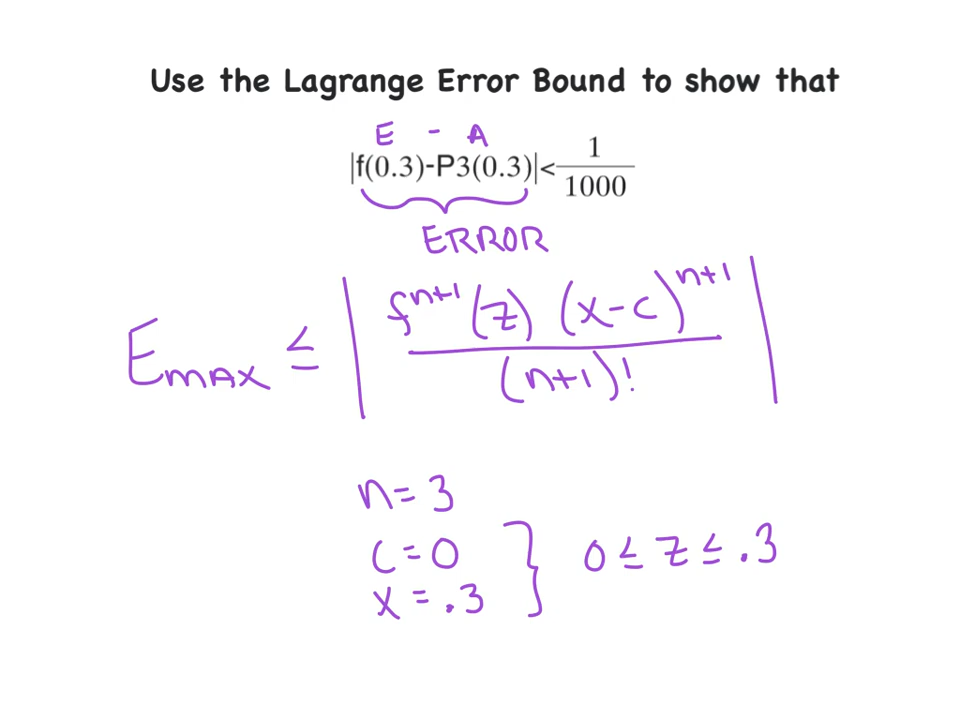 Use the Lagrange Error Bound to show that
E - A
|f(0.3)-P3(0.3)|<1/1000
ERROR
E_MAX ≤ |f^{n+1}(z) (x-c)^{n+1} / (n+1)!|
n=3
c=0
x=.3
0≤z≤.3